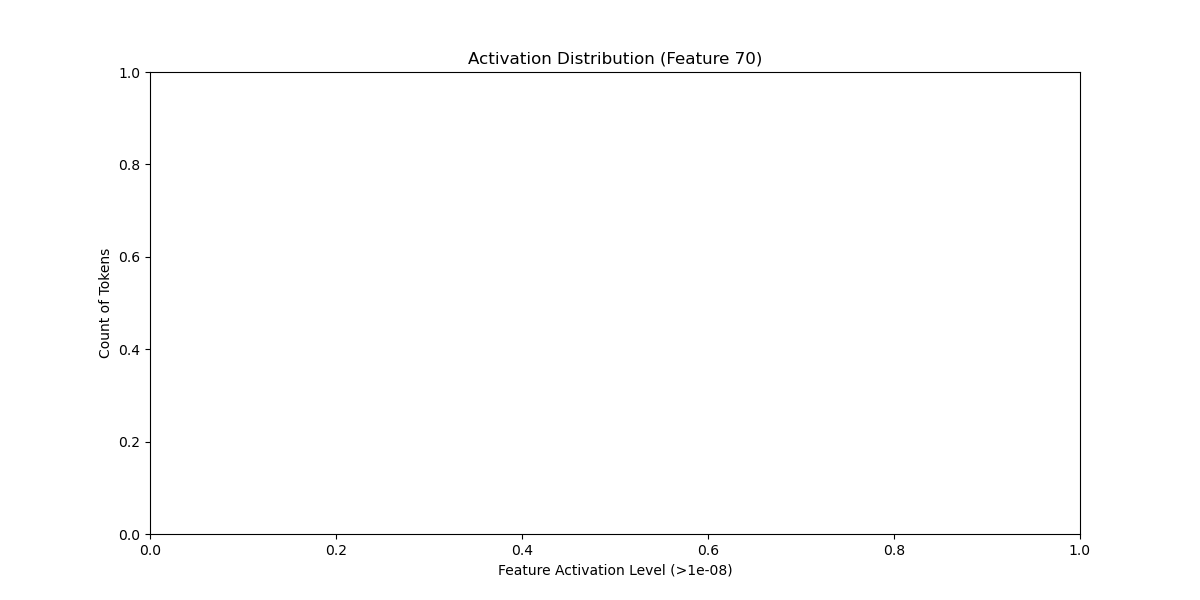 Activation Distribution (Feature 70)
1.0
0.8
0.6
0.4
0.2
0.0
Count of Tokens
0.0 0.2 0.4 0.6 0.8 1.0
Feature Activation Level (>1e-08)